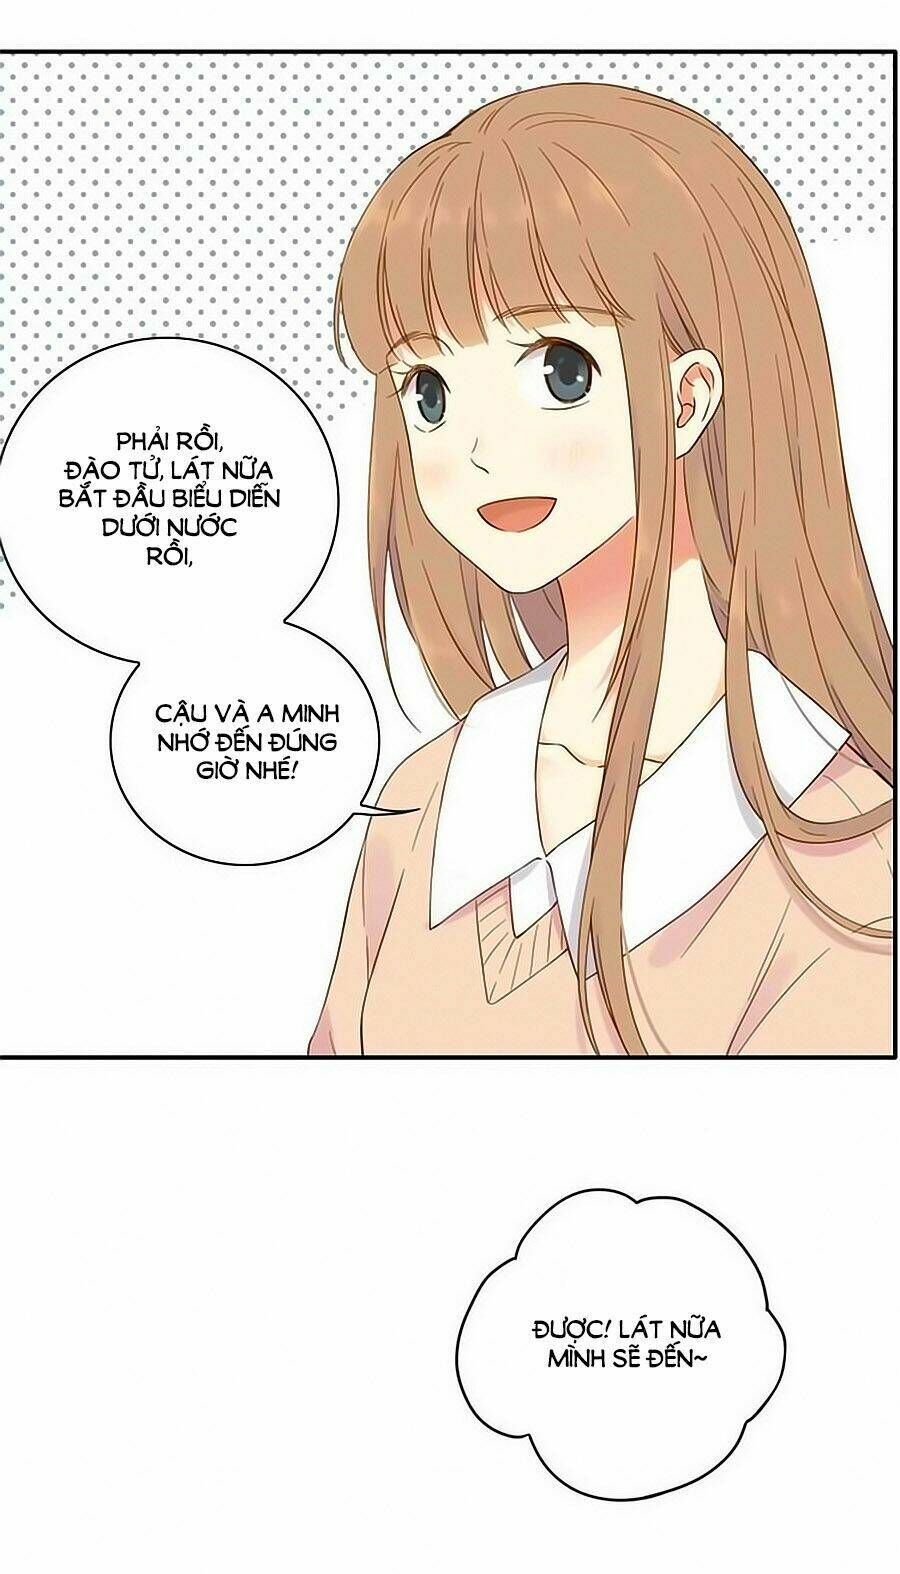 PHẢI RỒI,
ĐÀO TỬ, LÁT NỮA
BẮT ĐẦU BIỂU DIỄN
DƯỚI NƯỚC
RỒI,
CẬU VÀ A MINH
NHỚ ĐẾN ĐÚNG
GIỜ NHÉ!
ĐƯỢC! LÁT NỮA
MÌNH SẼ ĐẾN~